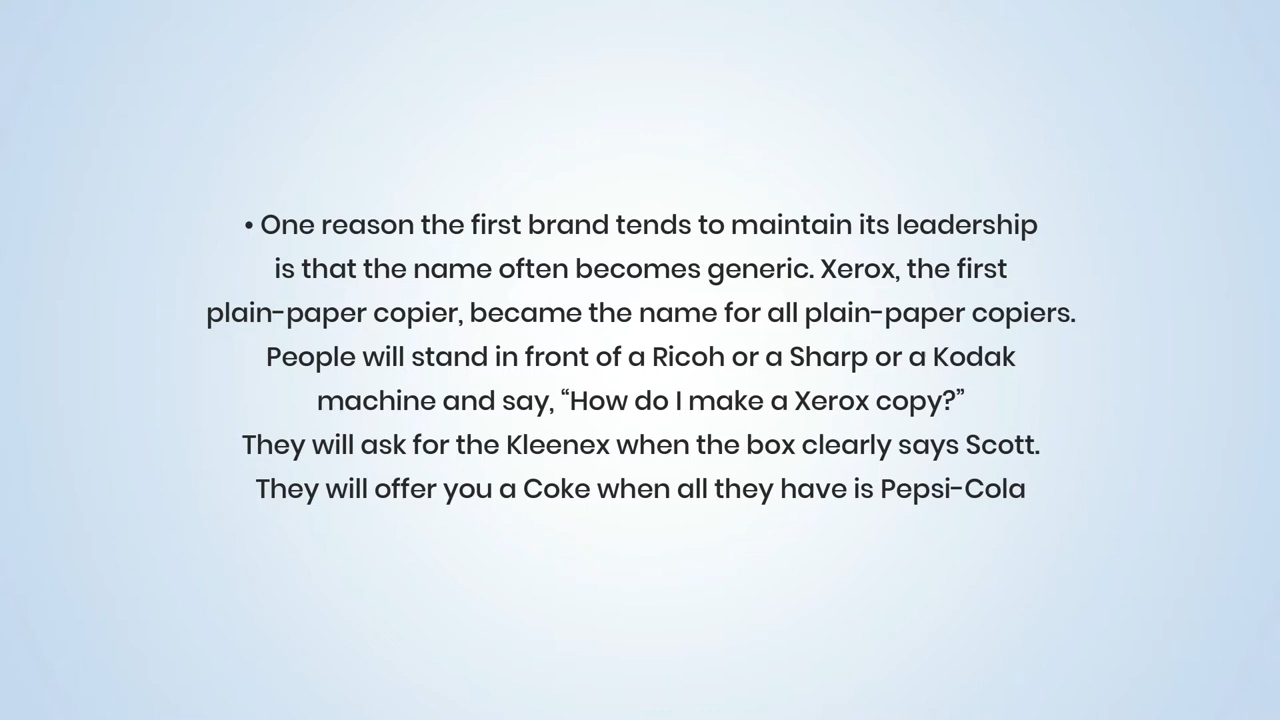 • One reason the first brand tends to maintain its leadership
is that the name often becomes generic. Xerox, the first
plain-paper copier, became the name for all plain-paper copiers.
People will stand in front of a Ricoh or a Sharp or a Kodak
machine and say, “How do I make a Xerox copy?”
They will ask for the Kleenex when the box clearly says Scott.
They will offer you a Coke when all they have is Pepsi-Cola